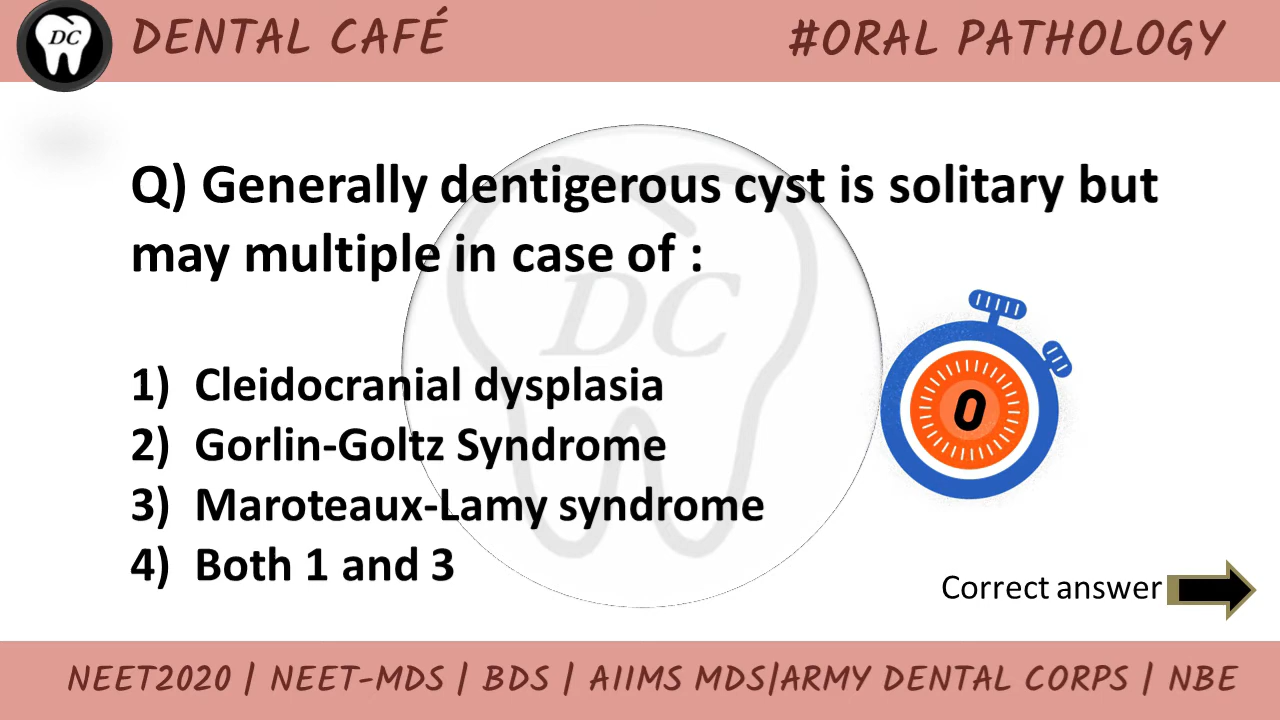 DC DENTAL CAFÉ #ORAL PATHOLOGY
Q) Generally dentigerous cyst is solitary but
may multiple in case of :
DC
1) Cleidocranial dysplasia
2) Gorlin-Goltz Syndrome
3) Maroteaux-Lamy syndrome
4) Both 1 and 3
0
Correct answer
NEET2020 | NEET-MDS | BDS | AIIMS MDS|ARMY DENTAL CORPS | NBE